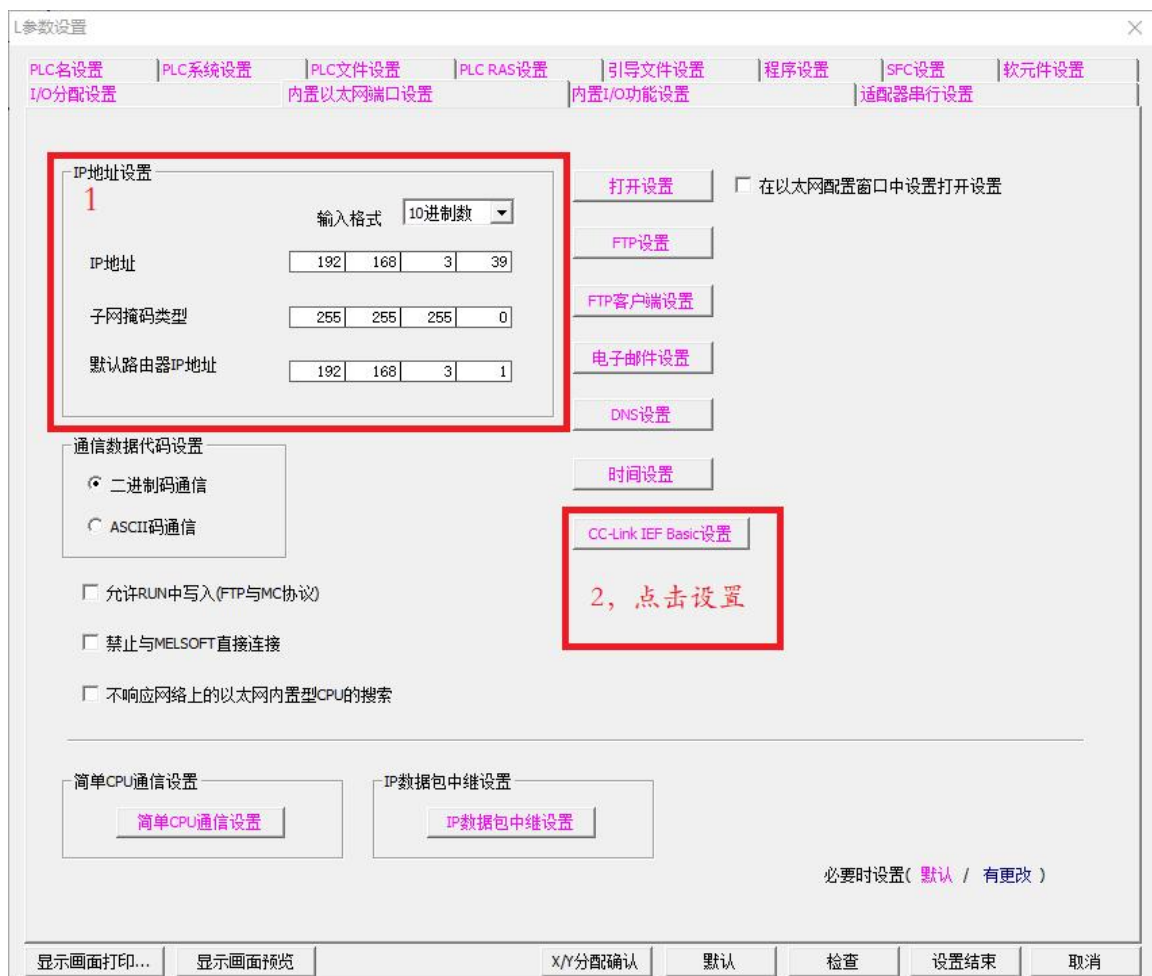 L参数设置
PLC名设置 PLC系统设置 PLC文件设置 PLC RAS设置 引导文件设置 程序设置 SFC设置 软元件设置
I/O分配设置 内置以太网端口设置 内置I/O功能设置 适配器串行设置
IP地址设置
1
输入格式 10进制数
IP地址 192 168 3 39
子网掩码类型 255 255 255 0
默认路由器IP地址 192 168 3 1
打开设置 在以太网配置窗口中设置打开设置
FTP设置
FTP客户端设置
电子邮件设置
DNS设置
时间设置
CC-Link IEF Basic设置
2, 点击设置
通信数据代码设置
二进制码通信
ASCII码通信
允许RUN中写入(FTP与MC协议)
禁止与MELSOFT直接连接
不响应网络上的以太网内置型CPU的搜索
简单CPU通信设置
简单CPU通信设置
IP数据包中继设置
IP数据包中继设置
必要时设置( 默认 / 有更改 )
显示画面打印... 显示画面预览 X/Y分配确认 默认 检查 设置结束 取消